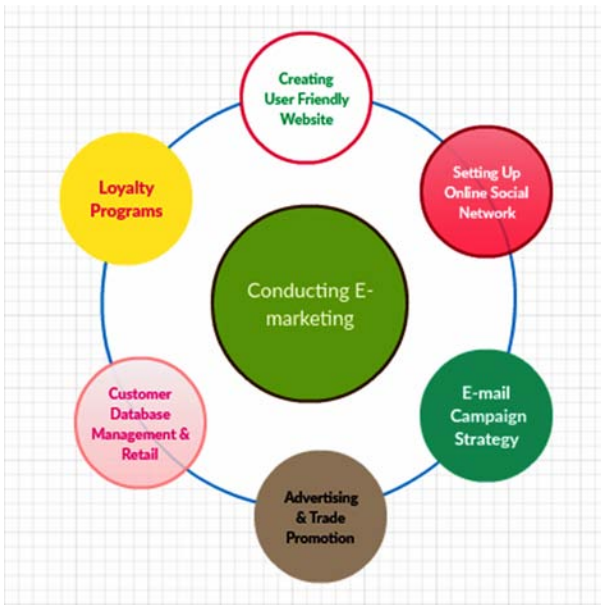 Creating
User Friendly
Website
Setting Up
Online Social
Network
E-mail
Campaign
Strategy
Advertising
& Trade
Promotion
Customer
Database
Management &
Retail
Loyalty
Programs
Conducting E-
marketing